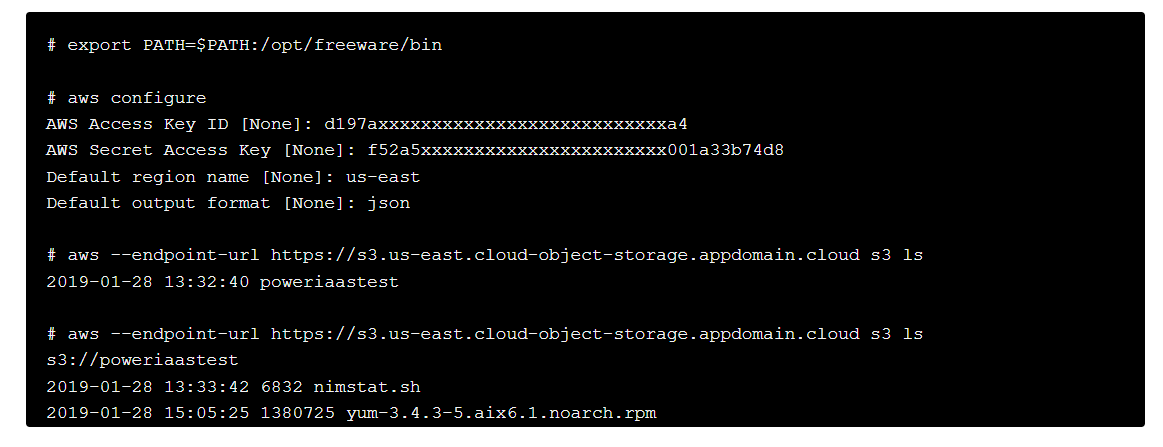 # export PATH=$PATH:/opt/freeware/bin
# aws configure
AWS Access Key ID [None]: d197axxxxxxxxxxxxxxxxxxxxxxxxxxxa4
AWS Secret Access Key [None]: f52a5xxxxxxxxxxxxxxxxxxxxxxx001a33b74d8
Default region name [None]: us-east
Default output format [None]: json
# aws --endpoint-url https://s3.us-east.cloud-object-storage.appdomain.cloud s3 ls
2019-01-28 13:32:40 poweriaastest
# aws --endpoint-url https://s3.us-east.cloud-object-storage.appdomain.cloud s3 ls
s3://poweriaastest
2019-01-28 13:33:42 6832 nimstat.sh
2019-01-28 15:05:25 1380725 yum-3.4.3-5.aix6.1.noarch.rpm